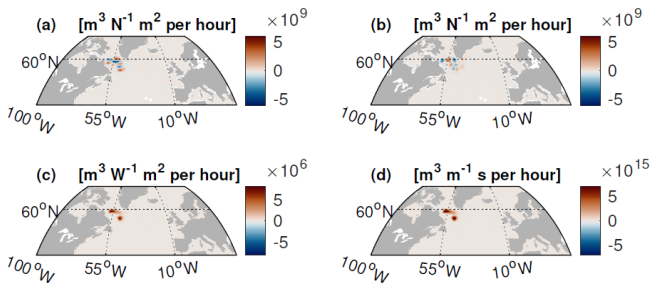 (a) [m³ N⁻¹ m² per hour] ×10⁹
5
0
-5
60°N
100°W 55°W 10°W
(b) [m³ N⁻¹ m² per hour] ×10⁹
5
0
-5
60°N
100°W 55°W 10°W
(c) [m³ W⁻¹ m² per hour] ×10⁶
5
0
-5
60°N
100°W 55°W 10°W
(d) [m³ m⁻¹ s per hour] ×10¹⁵
5
0
-5
60°N
100°W 55°W 10°W